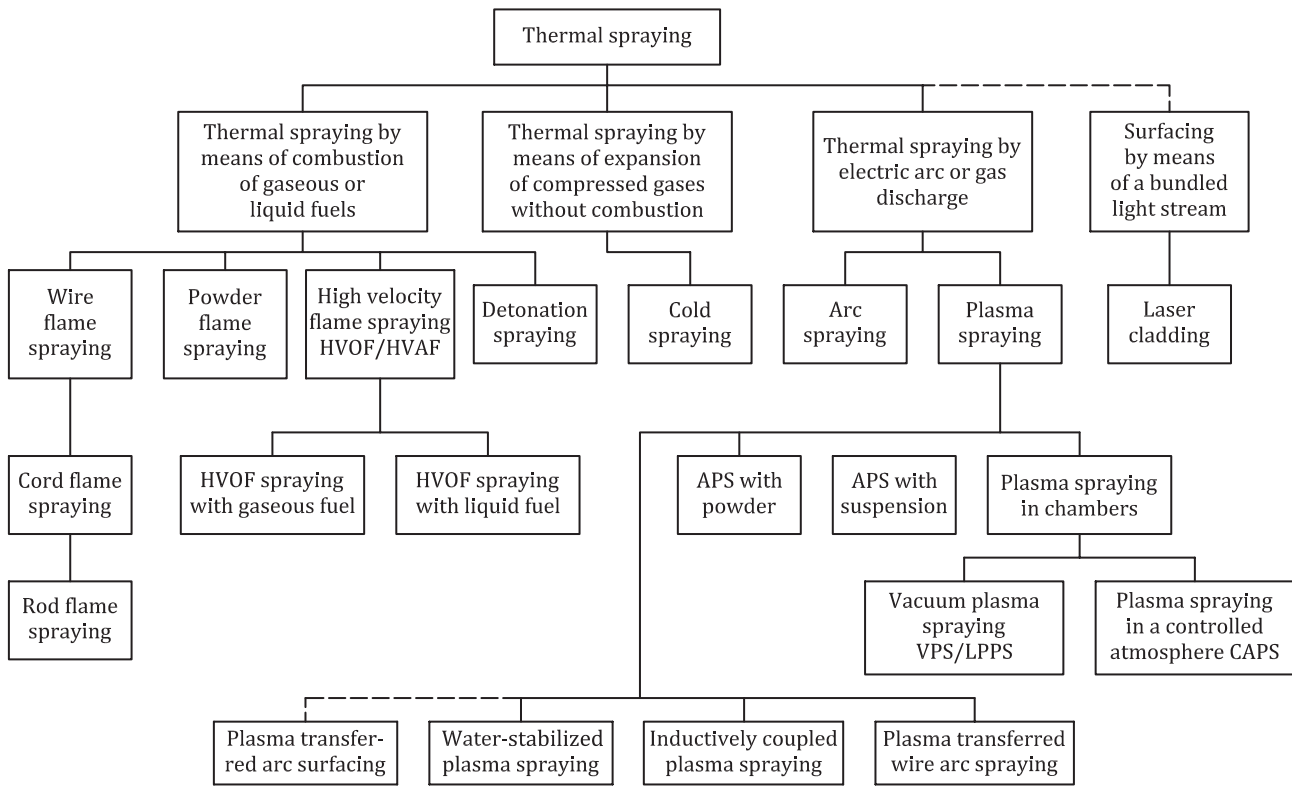 Thermal spraying
Thermal spraying by
means of combustion
of gaseous or
liquid fuels
Thermal spraying by
means of expansion
of compressed gases
without combustion
Thermal spraying by
electric arc or gas
discharge
Surfacing
by means
of a bundled
light stream
Wire
flame
spraying
Powder
flame
spraying
High velocity
flame spraying
HVOF/HVAF
Detonation
spraying
Cold
spraying
Arc
spraying
Plasma
spraying
Laser
cladding
Cord flame
spraying
HVOF spraying
with gaseous fuel
HVOF spraying
with liquid fuel
APS with
powder
APS with
suspension
Plasma spraying
in chambers
Rod flame
spraying
Vacuum plasma
spraying
VPS/LPPS
Plasma spraying
in a controlled
atmosphere CAPS
Plasma transfer-
red arc surfacing
Water-stabilized
plasma spraying
Inductively coupled
plasma spraying
Plasma transferred
wire arc spraying